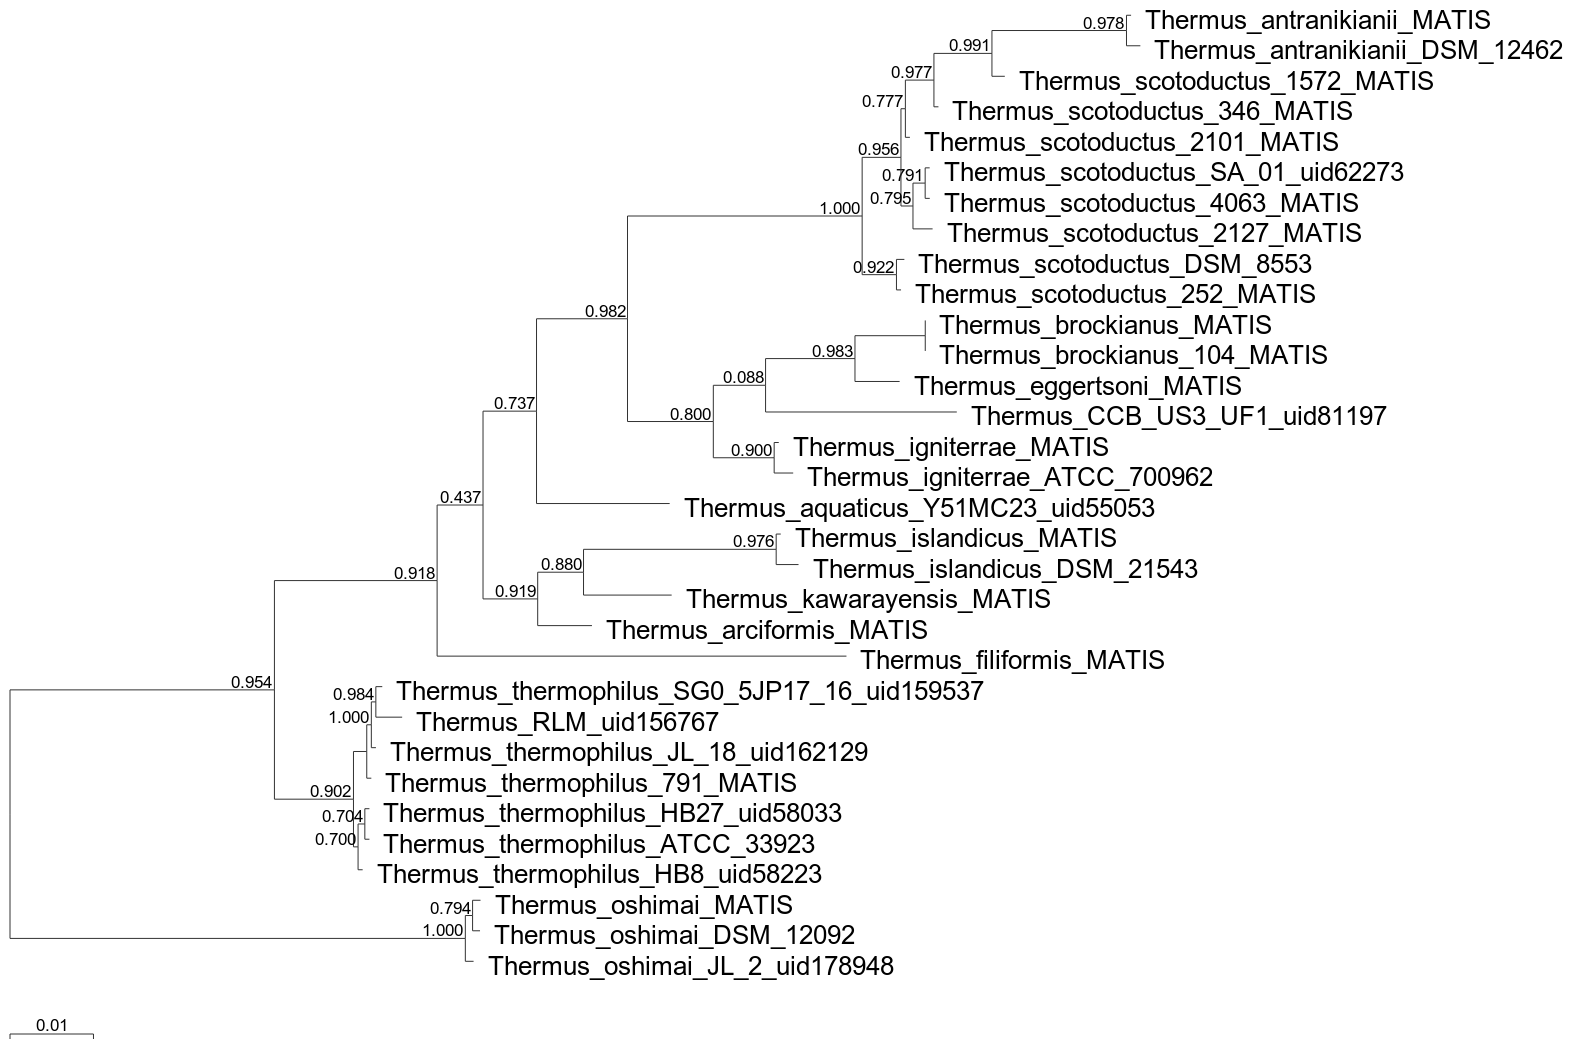 0.978 Thermus_antranikianii_MATIS
0.991 Thermus_antranikianii_DSM_12462
0.977 Thermus_scotoductus_1572_MATIS
0.777 Thermus_scotoductus_346_MATIS
Thermus_scotoductus_2101_MATIS
0.956
0.791 Thermus_scotoductus_SA_01_uid62273
0.795 Thermus_scotoductus_4063_MATIS
1.000
Thermus_scotoductus_2127_MATIS
0.922 Thermus_scotoductus_DSM_8553
Thermus_scotoductus_252_MATIS
0.982
Thermus_brockianus_MATIS
0.983 Thermus_brockianus_104_MATIS
0.088 Thermus_eggertsoni_MATIS
0.737
0.800 Thermus_CCB_US3_UF1_uid81197
0.900 Thermus_igniterrae_MATIS
Thermus_igniterrae_ATCC_700962
0.437
Thermus_aquaticus_Y51MC23_uid55053
0.976 Thermus_islandicus_MATIS
0.880 Thermus_islandicus_DSM_21543
0.918
0.919 Thermus_kawarayensis_MATIS
Thermus_arciformis_MATIS
Thermus_filiformis_MATIS
0.954
0.984 Thermus_thermophilus_SG0_5JP17_16_uid159537
1.000 Thermus_RLM_uid156767
Thermus_thermophilus_JL_18_uid162129
Thermus_thermophilus_791_MATIS
0.902
0.704 Thermus_thermophilus_HB27_uid58033
0.700 Thermus_thermophilus_ATCC_33923
Thermus_thermophilus_HB8_uid58223
0.794 Thermus_oshimai_MATIS
1.000 Thermus_oshimai_DSM_12092
Thermus_oshimai_JL_2_uid178948
0.01